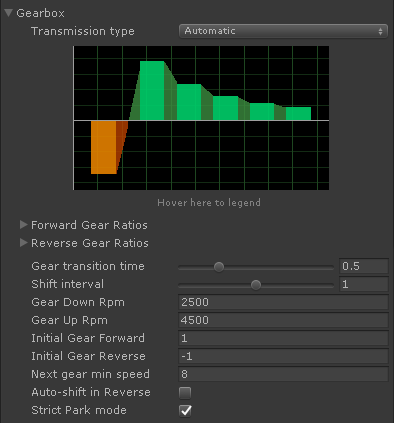 Gearbox
Transmission type Automatic
Hover here to legend
Forward Gear Ratios
Reverse Gear Ratios
Gear transition time 0.5
Shift interval 1
Gear Down Rpm 2500
Gear Up Rpm 4500
Initial Gear Forward 1
Initial Gear Reverse -1
Next gear min speed 8
Auto-shift in Reverse
Strict Park mode